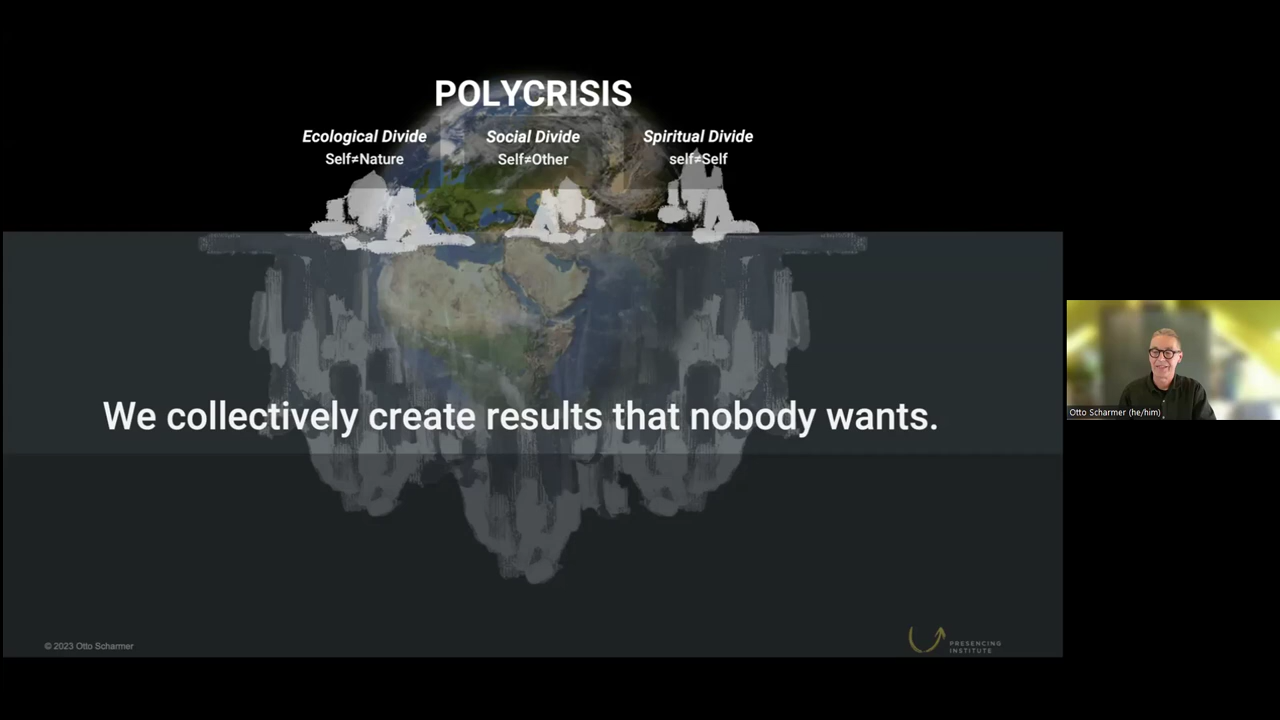 POLYCRISIS
Ecological Divide
Self≠Nature
Social Divide
Self≠Other
Spiritual Divide
self≠Self
We collectively create results that nobody wants.
© 2023 Otto Scharmer
PRESENCING
INSTITUTE
Otto Scharmer (he/him)